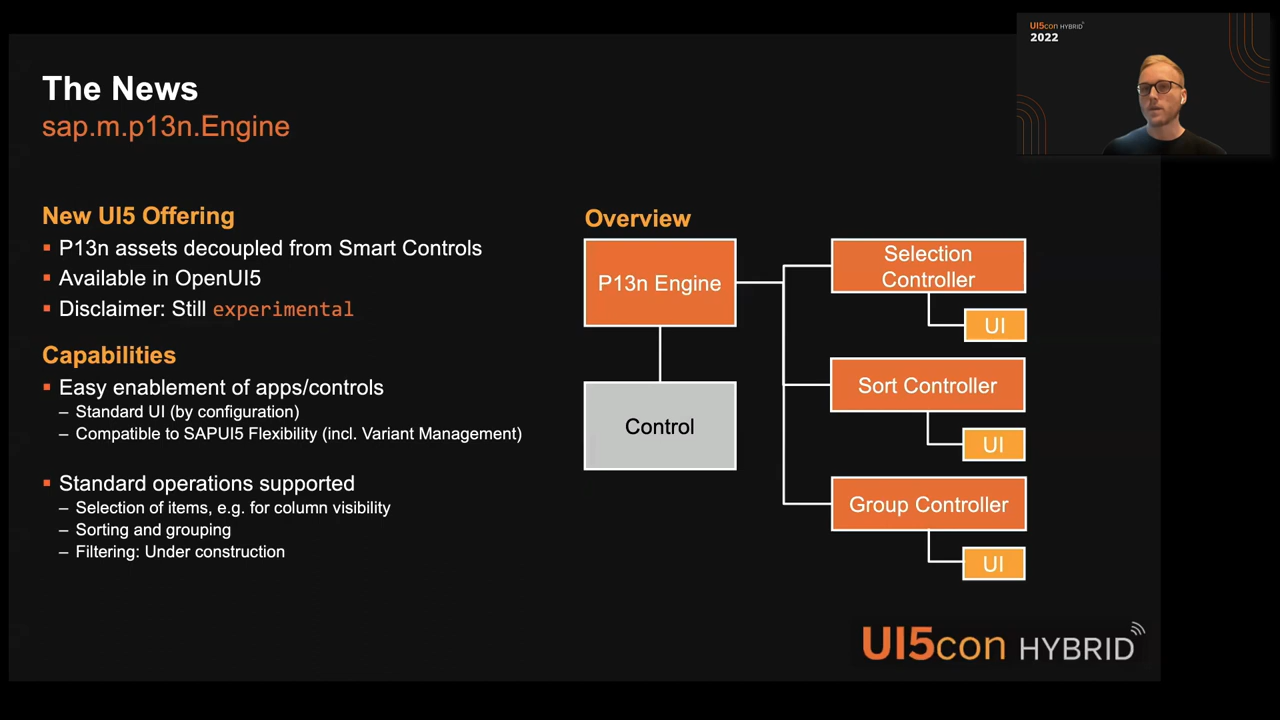 The News
sap.m.p13n.Engine
UI5con HYBRID
2022
New UI5 Offering
▪ P13n assets decoupled from Smart Controls
▪ Available in OpenUI5
▪ Disclaimer: Still experimental
Capabilities
▪ Easy enablement of apps/controls
– Standard UI (by configuration)
– Compatible to SAPUI5 Flexibility (incl. Variant Management)
▪ Standard operations supported
– Selection of items, e.g. for column visibility
– Sorting and grouping
– Filtering: Under construction
Overview
P13n Engine
Control
Selection
Controller
UI
Sort Controller
UI
Group Controller
UI
UI5con HYBRID